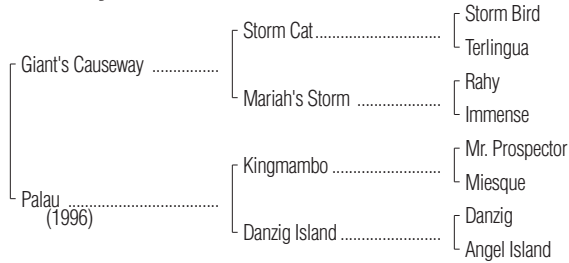 Storm Bird
Storm Cat
Terlingua
Giant's Causeway
Rahy
Mariah's Storm
Immense
Mr. Prospector
Kingmambo
Miesque
Palau
(1996)
Danzig
Danzig Island
Angel Island